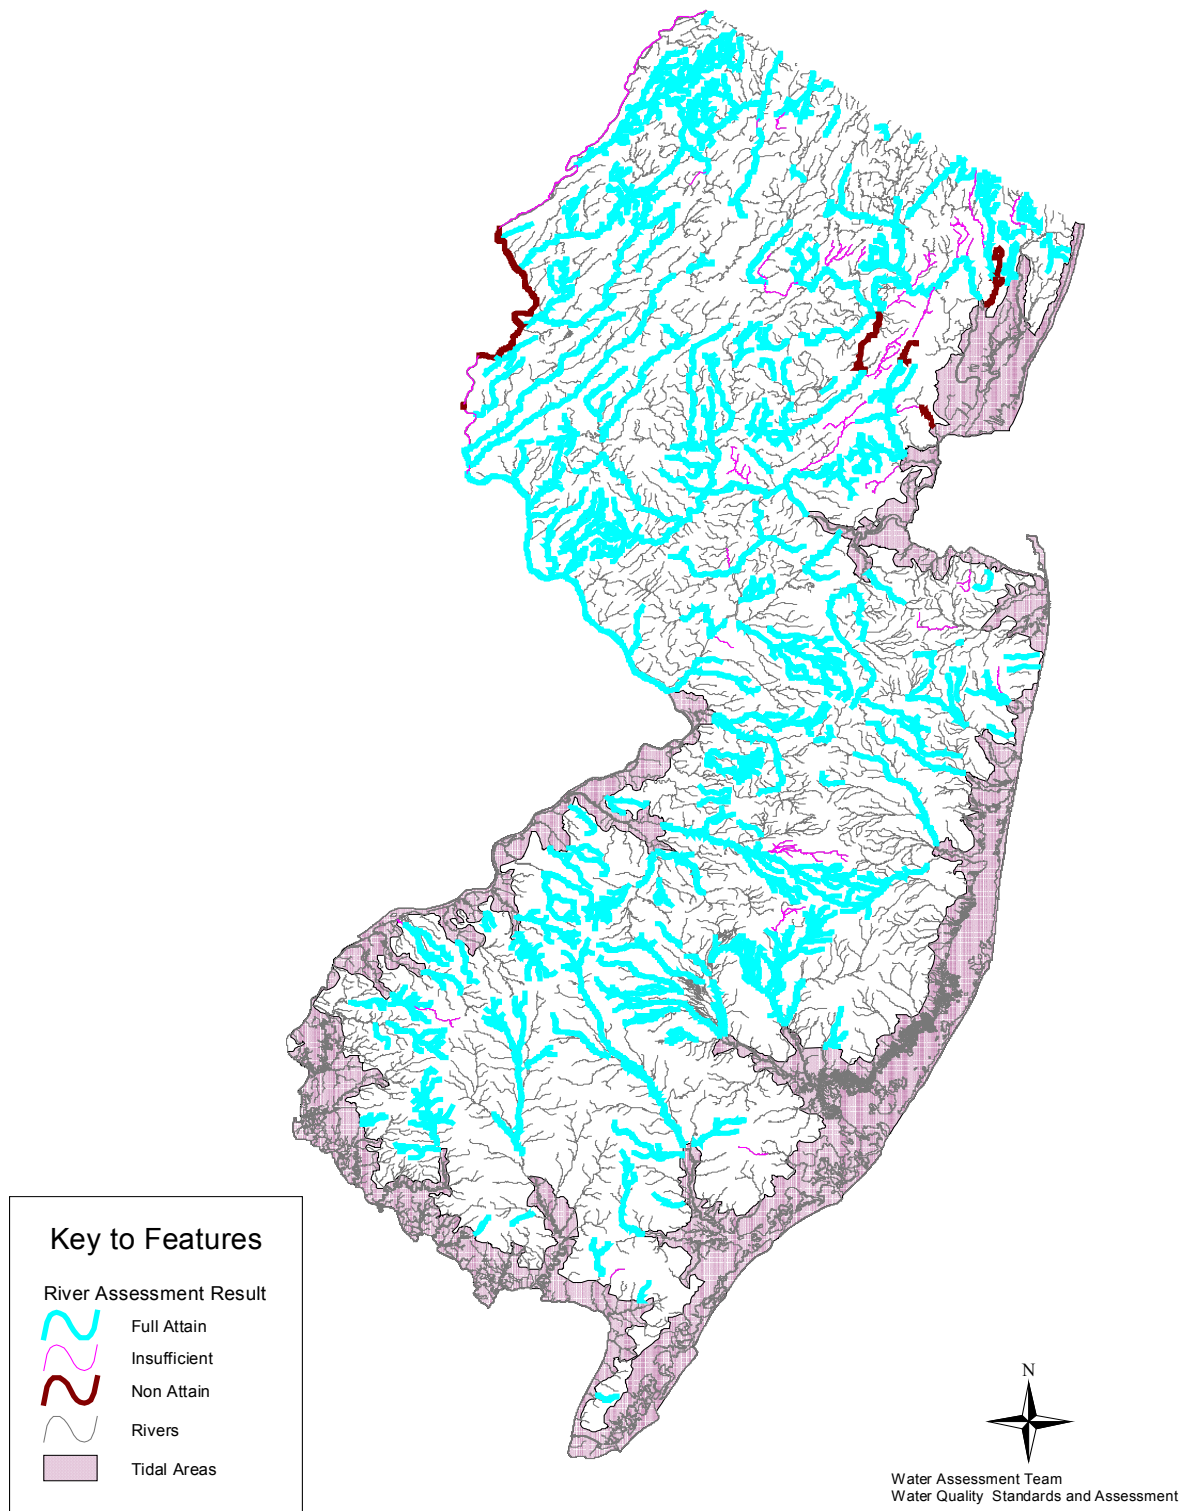 Key to Features
River Assessment Result
Full Attain
Insufficient
Non Attain
Rivers
Tidal Areas
N
Water Assessment Team
Water Quality Standards and Assessment